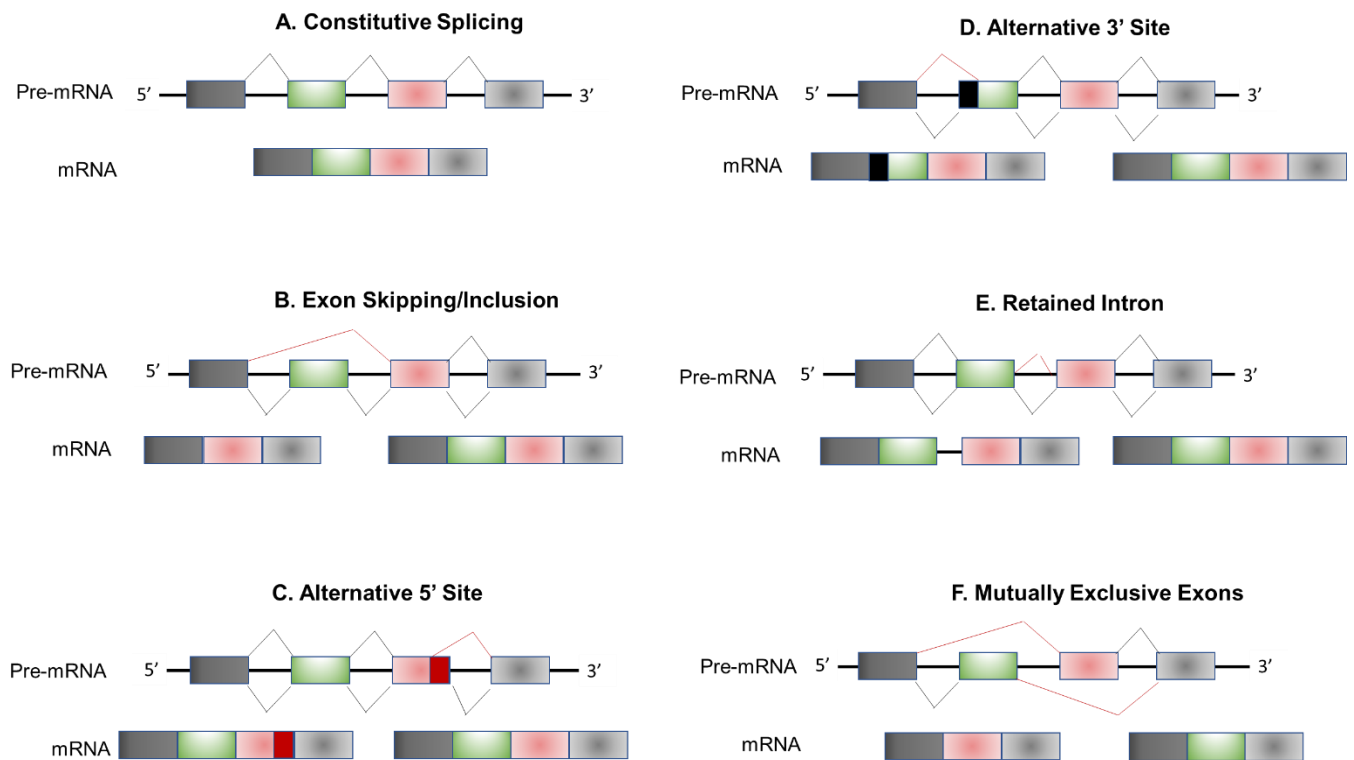 A. Constitutive Splicing
Pre-mRNA 5’ 3’
mRNA
B. Exon Skipping/Inclusion
Pre-mRNA 5’ 3’
mRNA
C. Alternative 5’ Site
Pre-mRNA 5’ 3’
mRNA
D. Alternative 3’ Site
Pre-mRNA 5’ 3’
mRNA
E. Retained Intron
Pre-mRNA 5’ 3’
mRNA
F. Mutually Exclusive Exons
Pre-mRNA 5’ 3’
mRNA